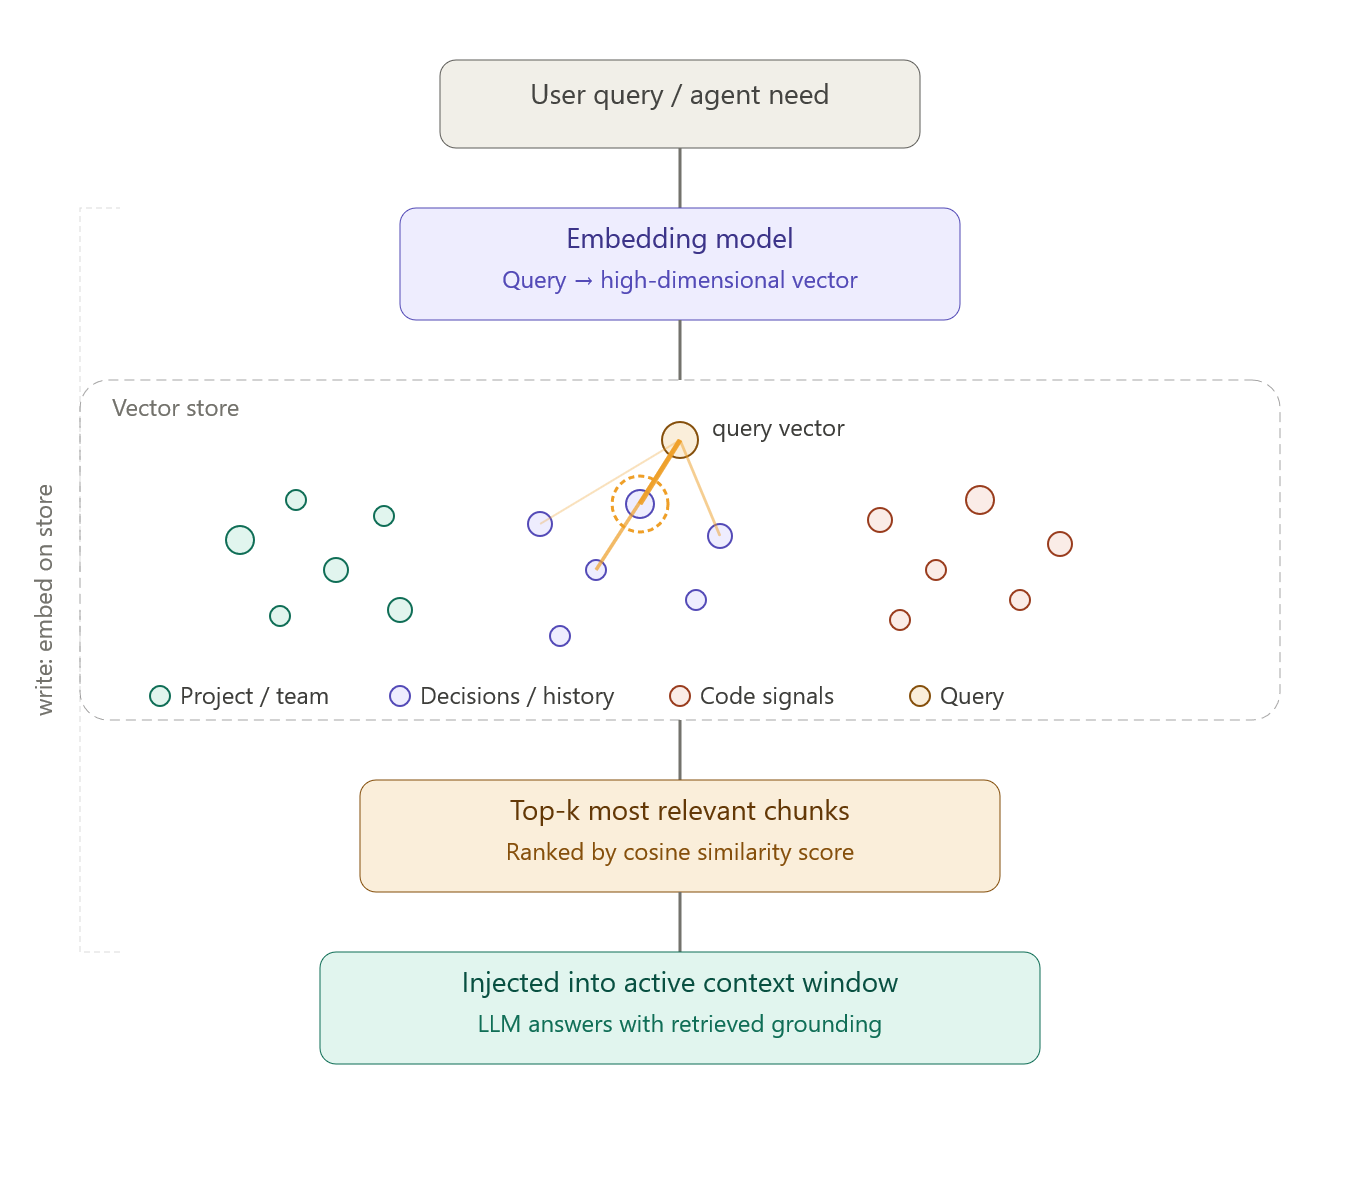 User query / agent need
Embedding model
Query → high-dimensional vector
Vector store
query vector
write: embed on store
Project / team
Decisions / history
Code signals
Query
Top-k most relevant chunks
Ranked by cosine similarity score
Injected into active context window
LLM answers with retrieved grounding